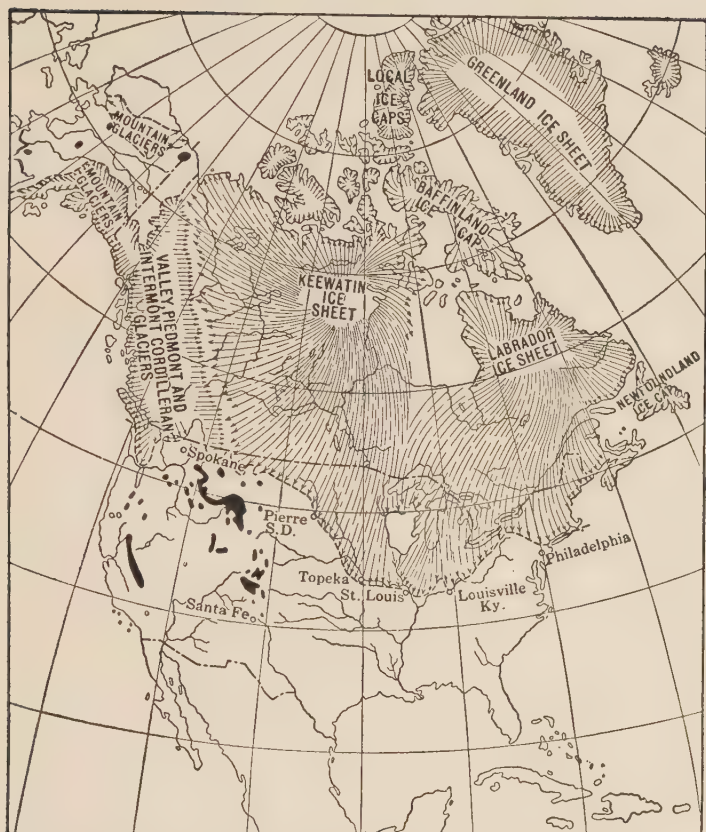 LOCAL
ICE
CAPS
GREENLAND ICE SHEET
MOUNTAIN
GLACIERS
MOUNTAIN
GLACIERS
BAFFINLAND
ICE CAP
VALLEY, PIEDMONT AND
INTERMONT CORDILLERAN
GLACIERS
KEEWATIN
ICE
SHEET
LABRADOR
ICE SHEET
NEWFOUNDLAND
ICE CAP
Spokane
Pierre
S.D.
Philadelphia
Topeka
St. Louis
Louisville
Ky.
Santa Fe